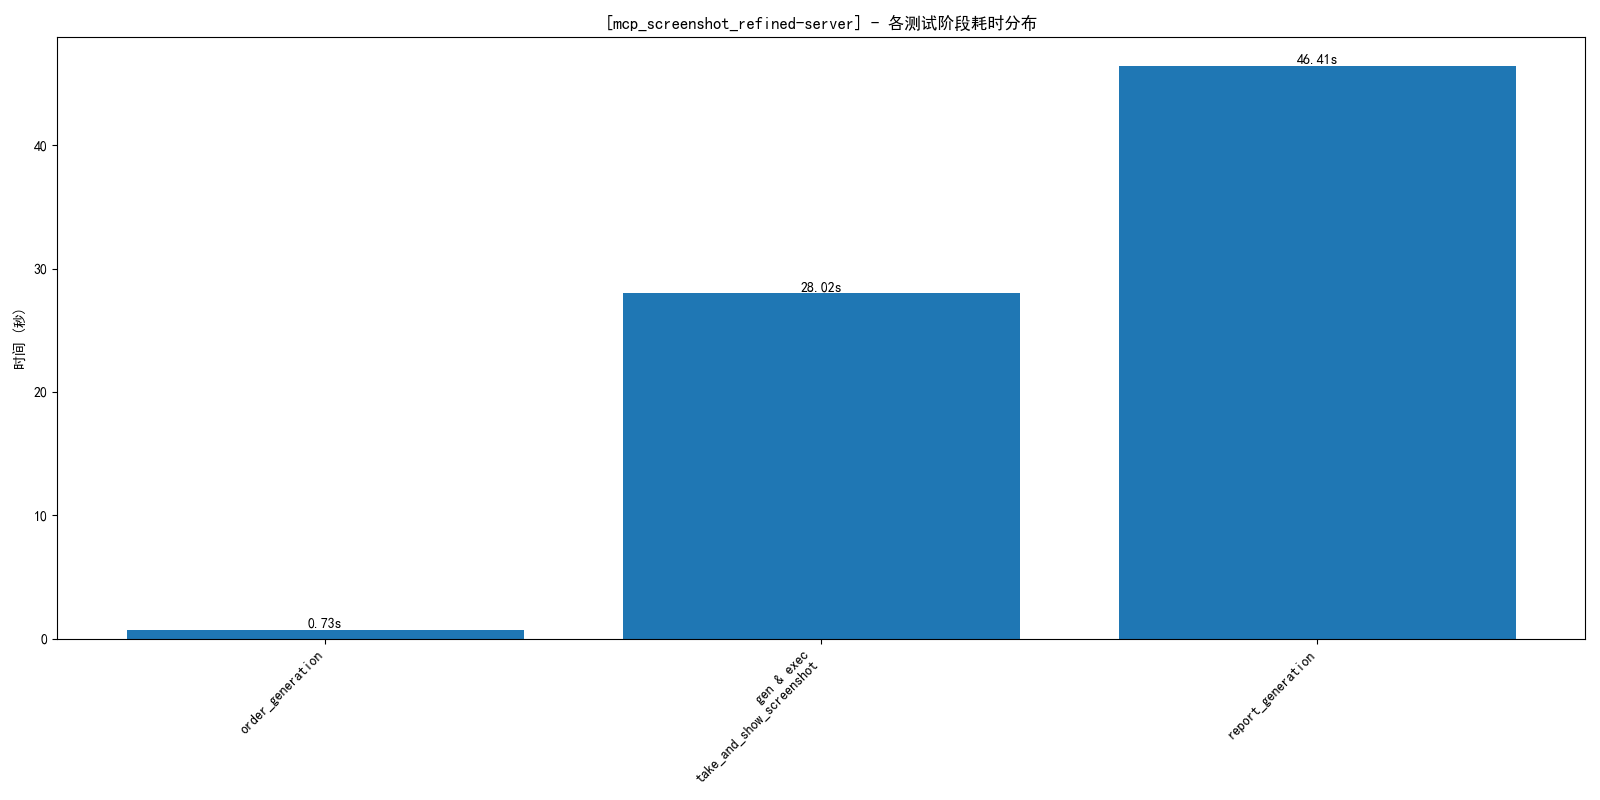 [mcp_screenshot_refined-server] - 各测试阶段耗时分布
时间 (秒)
40
30
20
10
0
0.73s
28.02s
46.41s
order_generation
gen & exec
take_and_show_screenshot
report_generation